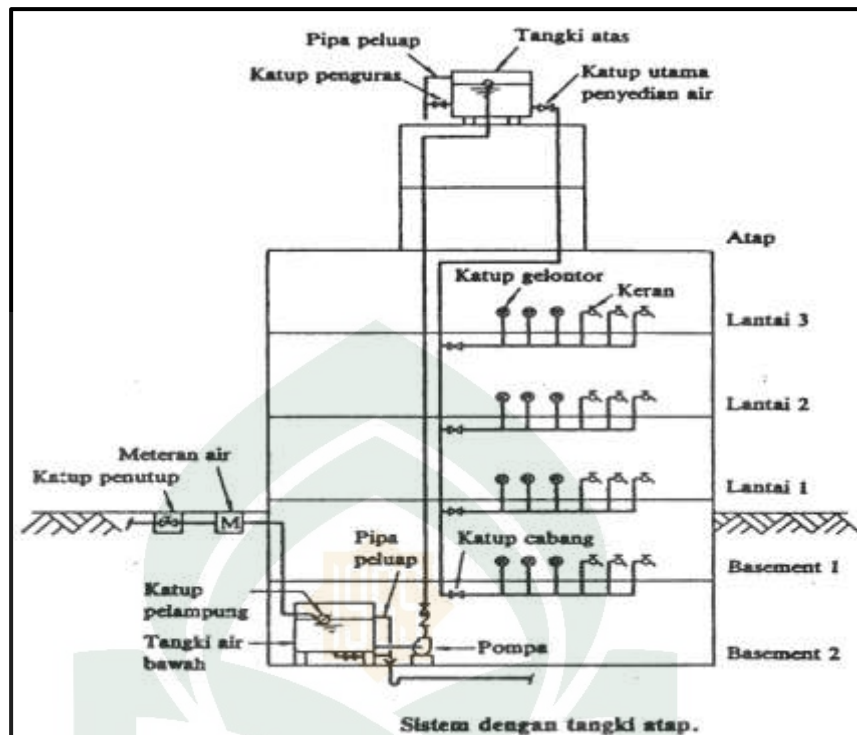 Pipa peluap
Tangki atas
Katup penguras
Katup utama
penyedian air
Atap
Katup gelontor
Keran
Lantai 3
Lantai 2
Meteran air
Katup penutup
Lantai 1
M
Pipa
peluap
Katup cabang
Basement 1
Katup
pelampung
Tangki air
bawah
Pompa
Basement 2
Sistem dengan tangki atap.